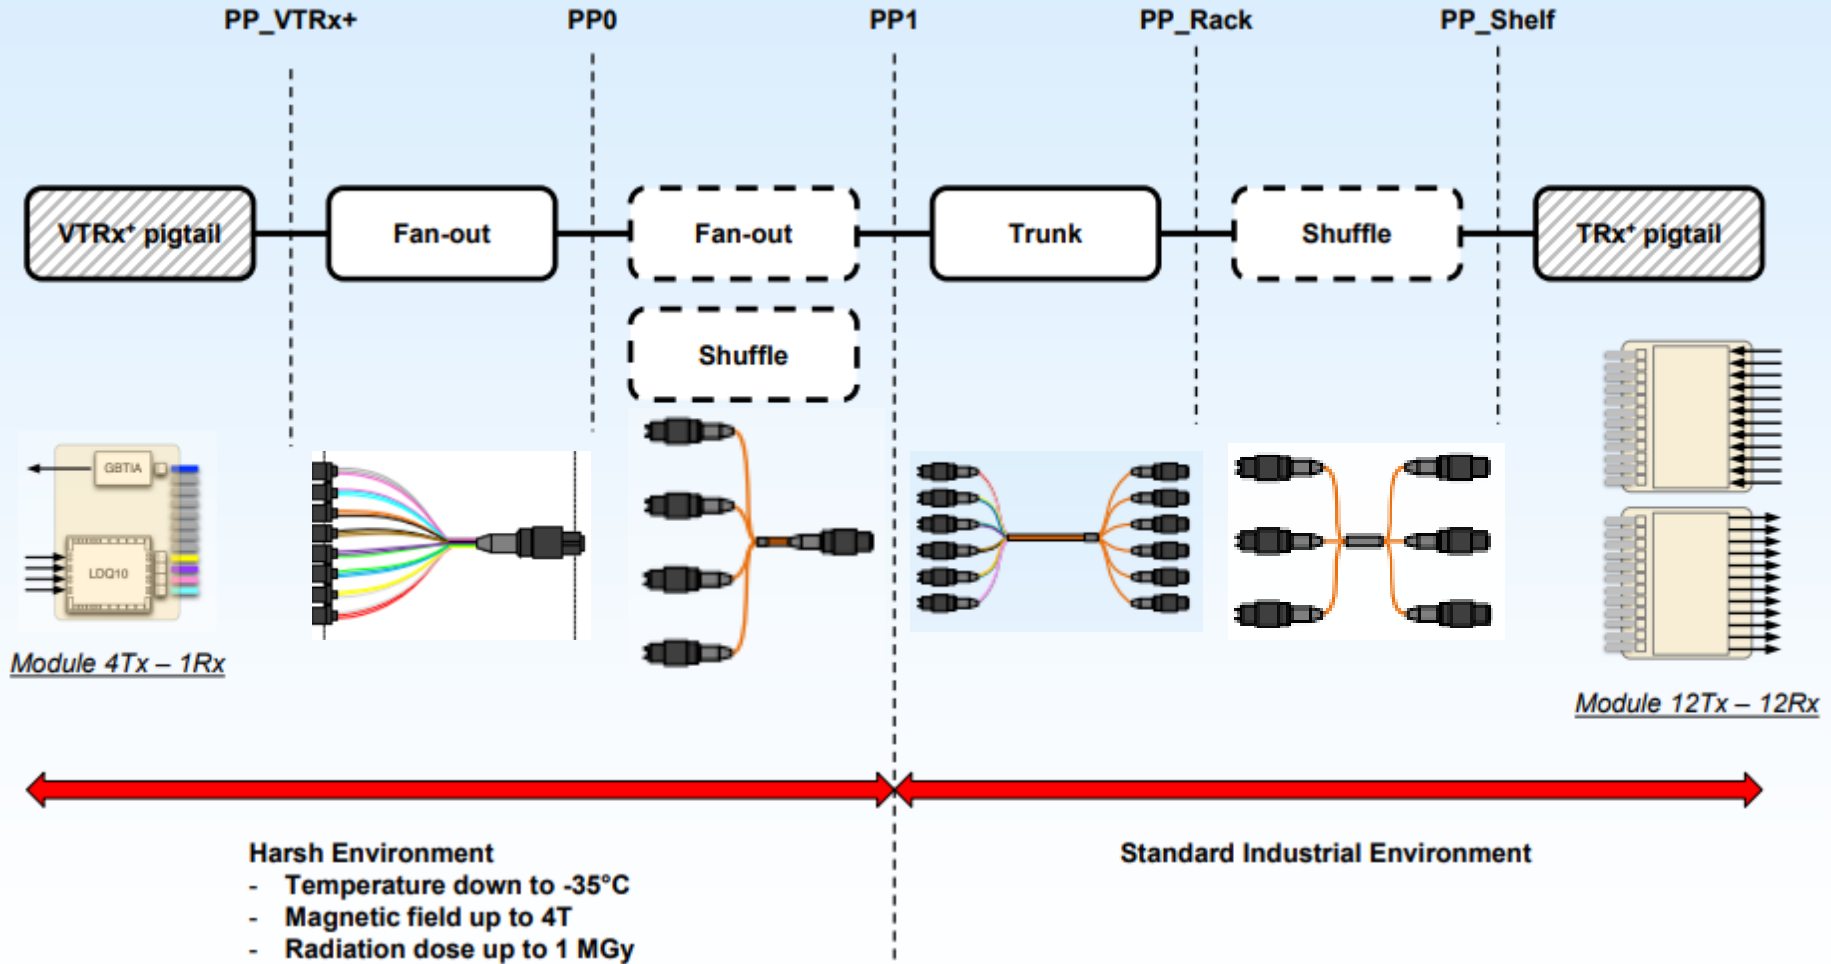 PP_VTRx+
PP0
PP1
PP_Rack
PP_Shelf
VTRx⁺ pigtail
Fan-out
Fan-out
Trunk
Shuffle
TRx⁺ pigtail
Shuffle
GBTIA
LDQ10
Module 4Tx – 1Rx
Module 12Tx – 12Rx
Harsh Environment
- Temperature down to -35°C
- Magnetic field up to 4T
- Radiation dose up to 1 MGy
Standard Industrial Environment